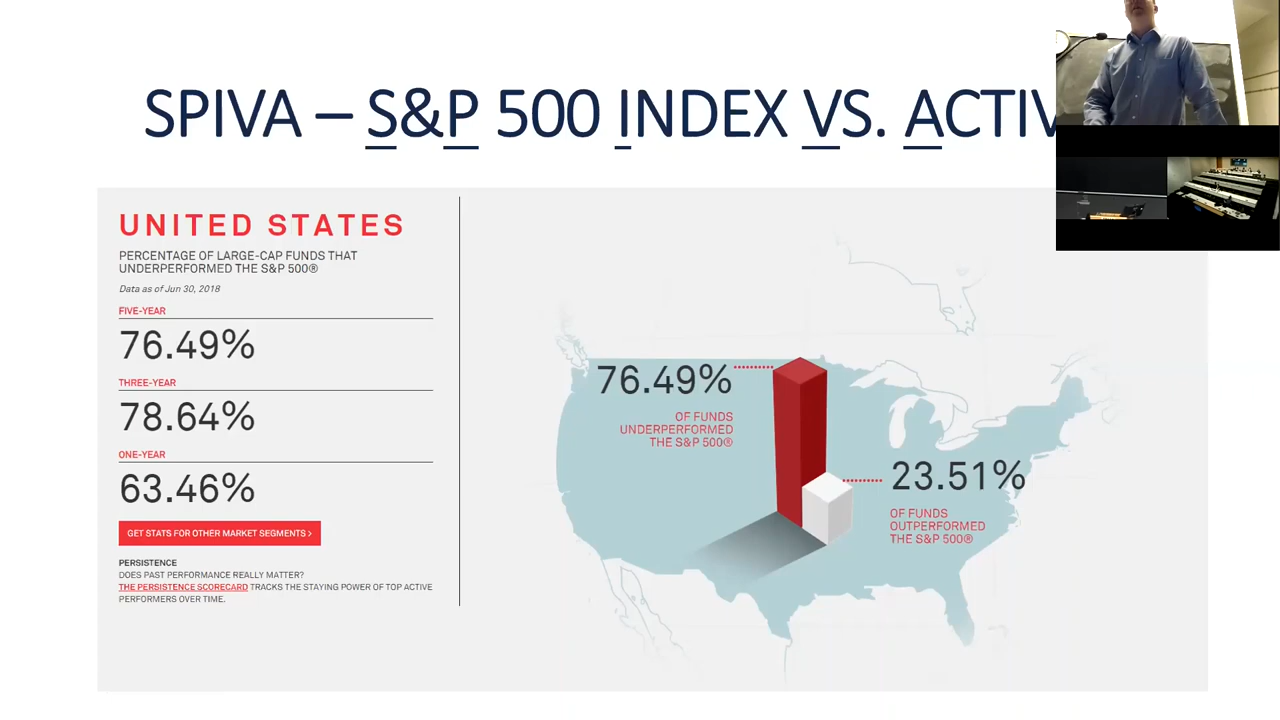 SPIVA – S&P 500 INDEX VS. ACTIV
UNITED STATES
PERCENTAGE OF LARGE-CAP FUNDS THAT
UNDERPERFORMED THE S&P 500®
Data as of Jun 30, 2018
FIVE-YEAR
76.49%
THREE-YEAR
78.64%
ONE-YEAR
63.46%
GET STATS FOR OTHER MARKET SEGMENTS >
PERSISTENCE
DOES PAST PERFORMANCE REALLY MATTER?
THE PERSISTENCE SCORECARD TRACKS THE STAYING POWER OF TOP ACTIVE
PERFORMERS OVER TIME.
76.49%
OF FUNDS
UNDERPERFORMED
THE S&P 500®
23.51%
OF FUNDS
OUTPERFORMED
THE S&P 500®